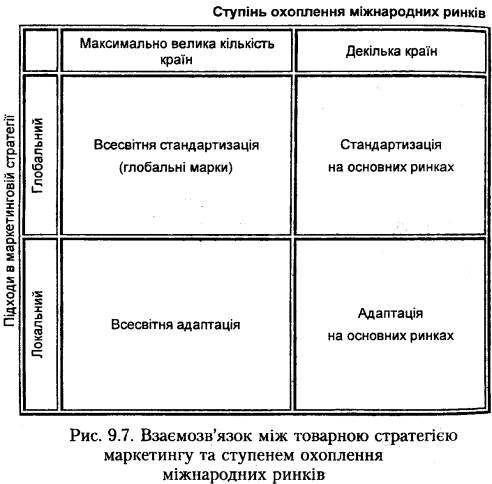 Ступінь охоплення міжнародних ринків
Максимально велика кількість
країн
Декілька країн
Підходи в маркетинговій стратегії
Глобальний
Всесвітня стандартизація
(глобальні марки)
Стандартизація
на основних ринках
Локальний
Всесвітня адаптація
Адаптація
на основних ринках
Рис. 9.7. Взаємозв'язок між товарною стратегією
маркетингу та ступенем охоплення
міжнародних ринків